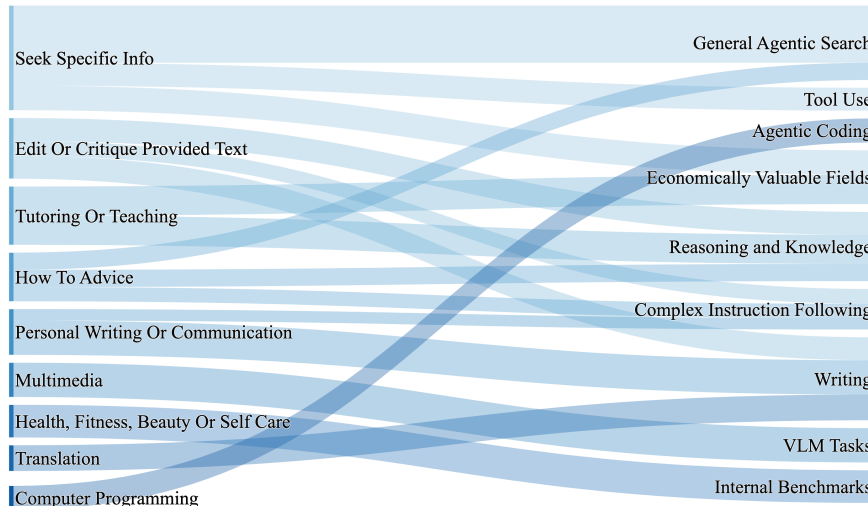 Seek Specific Info
Edit Or Critique Provided Text
Tutoring Or Teaching
How To Advice
Personal Writing Or Communication
Multimedia
Health, Fitness, Beauty Or Self Care
Translation
Computer Programming
General Agentic Search
Tool Use
Agentic Coding
Economically Valuable Fields
Reasoning and Knowledge
Complex Instruction Following
Writing
VLM Tasks
Internal Benchmarks